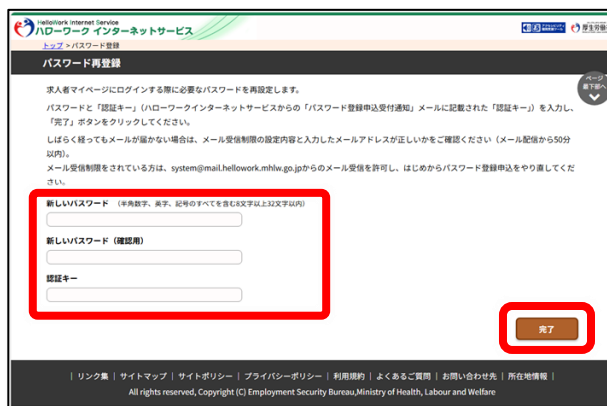 HelloWork Internet Service
ハローワーク インターネットサービス
厚生労働
トップ > パスワード登録
パスワード再登録
ページ
最下部へ
求人者マイページにログインする際に必要なパスワードを再設定します。
パスワードと「認証キー」（ハローワークインターネットサービスからの「パスワード登録申込受付通知」メールに記載された「認証キー」）を入力し、
「完了」ボタンをクリックしてください。
しばらく経ってもメールが届かない場合は、メール受信制限の設定内容と入力したメールアドレスが正しいかをご確認ください（メール配信から50分
以内）。
メール受信制限をされている方は、system@mail.hellowork.mhlw.go.jpからのメール受信を許可し、はじめからパスワード登録申込をやり直してくだ
さい。
新しいパスワード （半角数字、英字、記号のすべてを含む8文字以上32文字以内）
新しいパスワード（確認用）
認証キー
完了
| リンク集 | サイトマップ | サイトポリシー | プライバシーポリシー | 利用規約 | よくあるご質問 | お問い合わせ先 | 所在地情報 |
All rights reserved, Copyright (C) Employment Security Bureau,Ministry of Health, Labour and Welfare